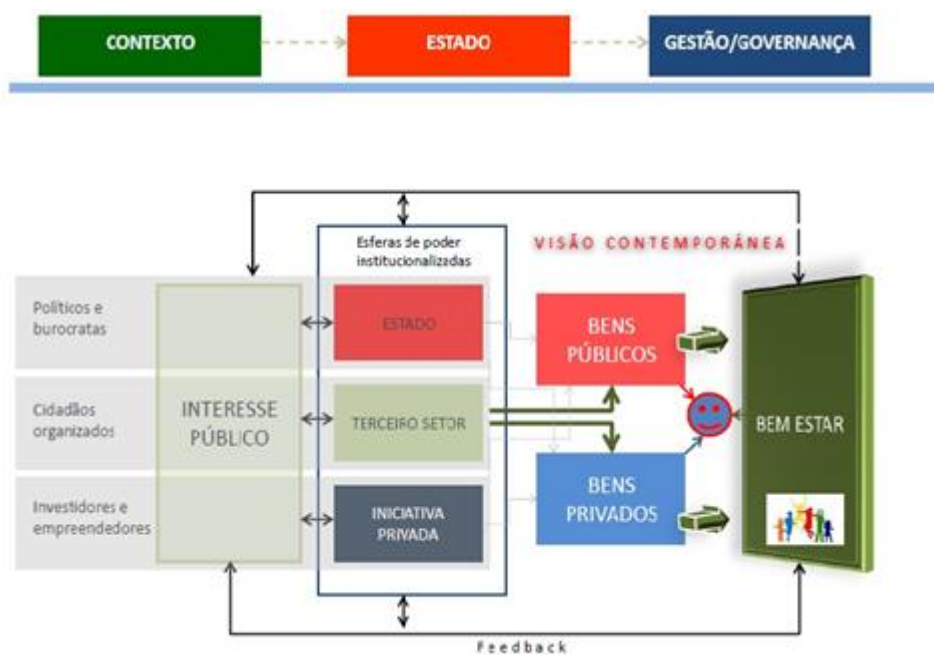 CONTEXTO
ESTADO
GESTÃO/GOVERNANÇA
Esferas de poder
institucionalizadas
VISÃO CONTEMPORÂNEA
Políticos e
burocratas
ESTADO
BENS
PÚBLICOS
Cidadãos
organizados
INTERESSE
PÚBLICO
TERCEIRO SETOR
BEM ESTAR
Investidores e
empreendedores
INICIATIVA
PRIVADA
BENS
PRIVADOS
Feedback